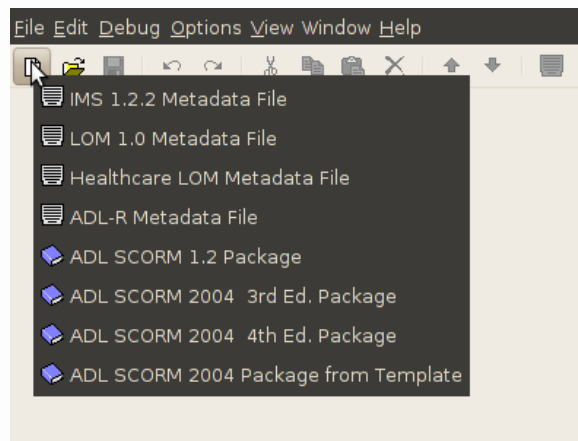 File Edit Debug Options View Window Help
IMS 1.2.2 Metadata File
LOM 1.0 Metadata File
Healthcare LOM Metadata File
ADL-R Metadata File
ADL SCORM 1.2 Package
ADL SCORM 2004  3rd Ed. Package
ADL SCORM 2004  4th Ed. Package
ADL SCORM 2004 Package from Template